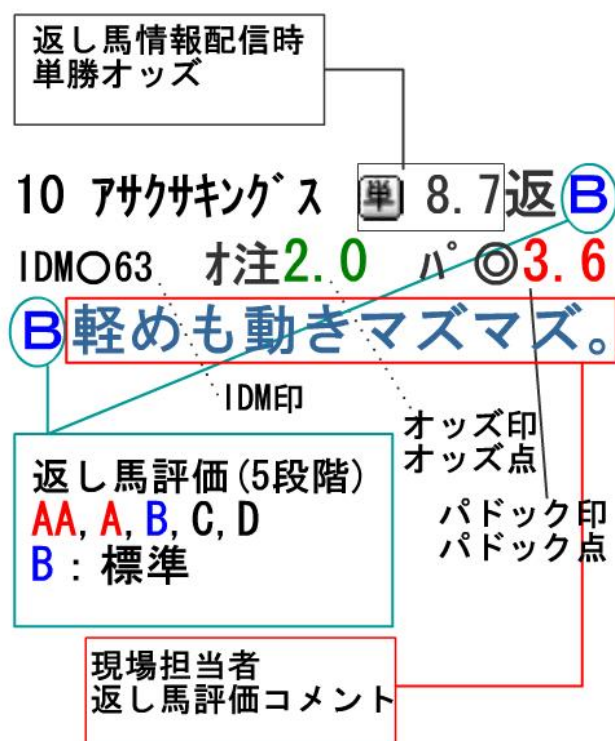 返し馬情報配信時
単勝オッズ
10 アサクサキングス 単 8.7返B
IDM○63 オ注2.0 パ◎3.6
B軽めも動きマズマズ。
IDM印
オッズ印
オッズ点
返し馬評価(5段階)
AA,A,B,C,D
B:標準
パドック印
パドック点
現場担当者
返し馬評価コメント